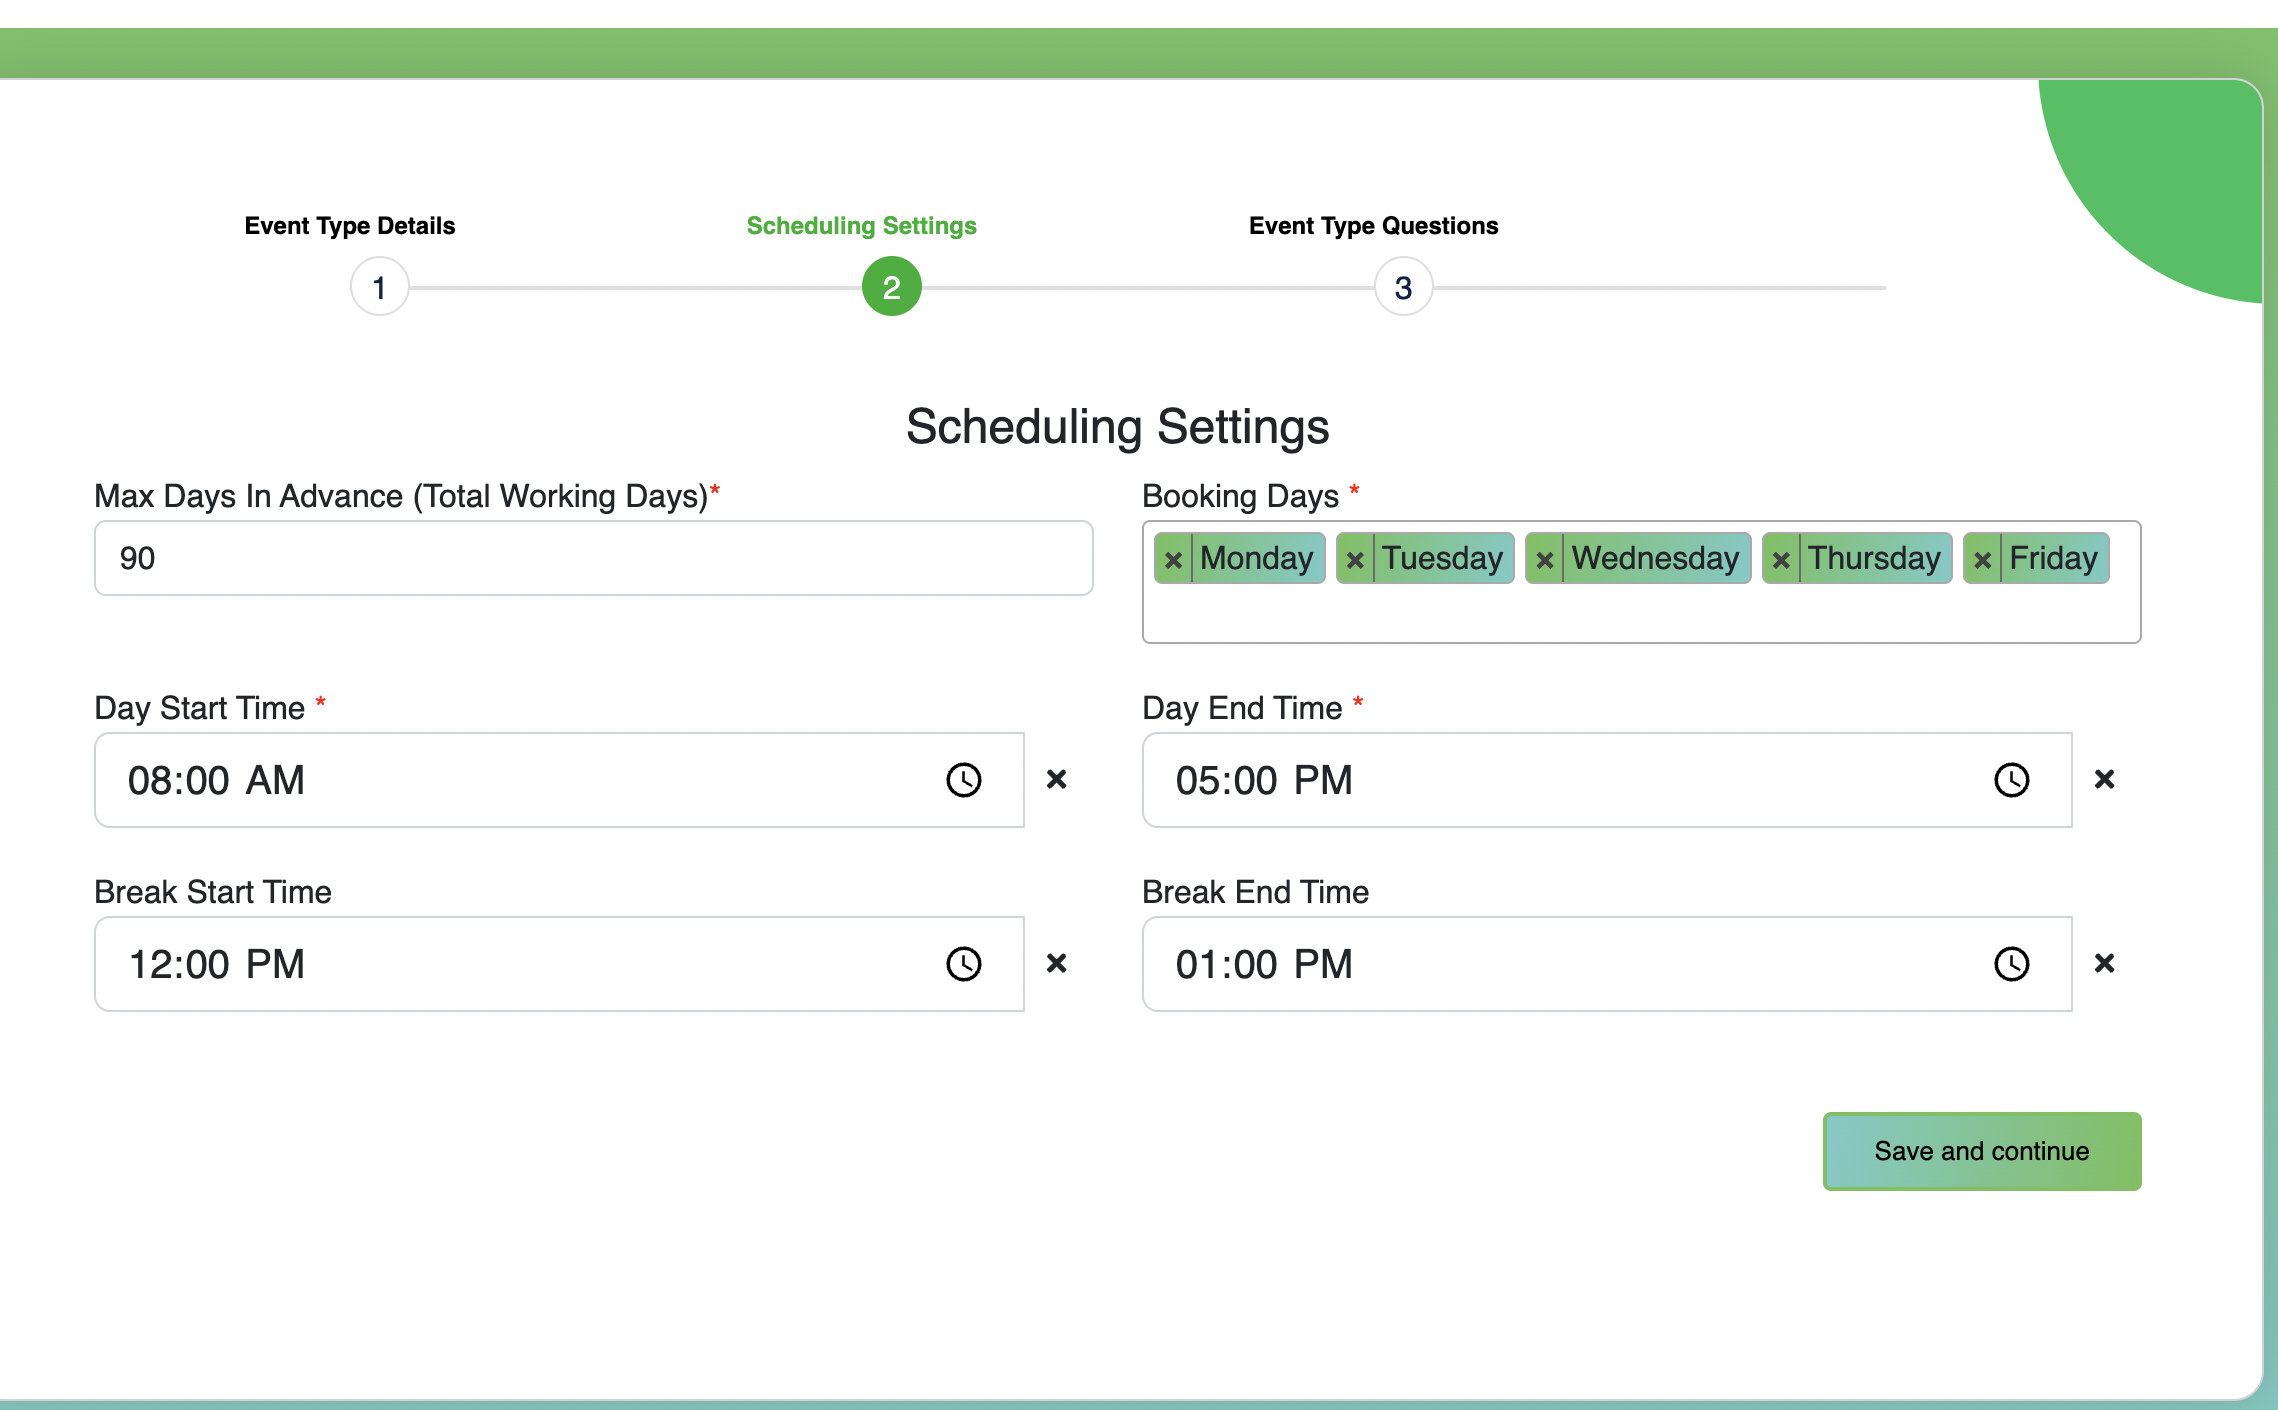 Event Type Details Scheduling Settings Event Type Questions
1 2 3
Scheduling Settings
Max Days In Advance (Total Working Days)* Booking Days *
90 × Monday × Tuesday × Wednesday × Thursday × Friday
Day Start Time * Day End Time *
08:00 AM × 05:00 PM ×
Break Start Time Break End Time
12:00 PM × 01:00 PM ×
Save and continue